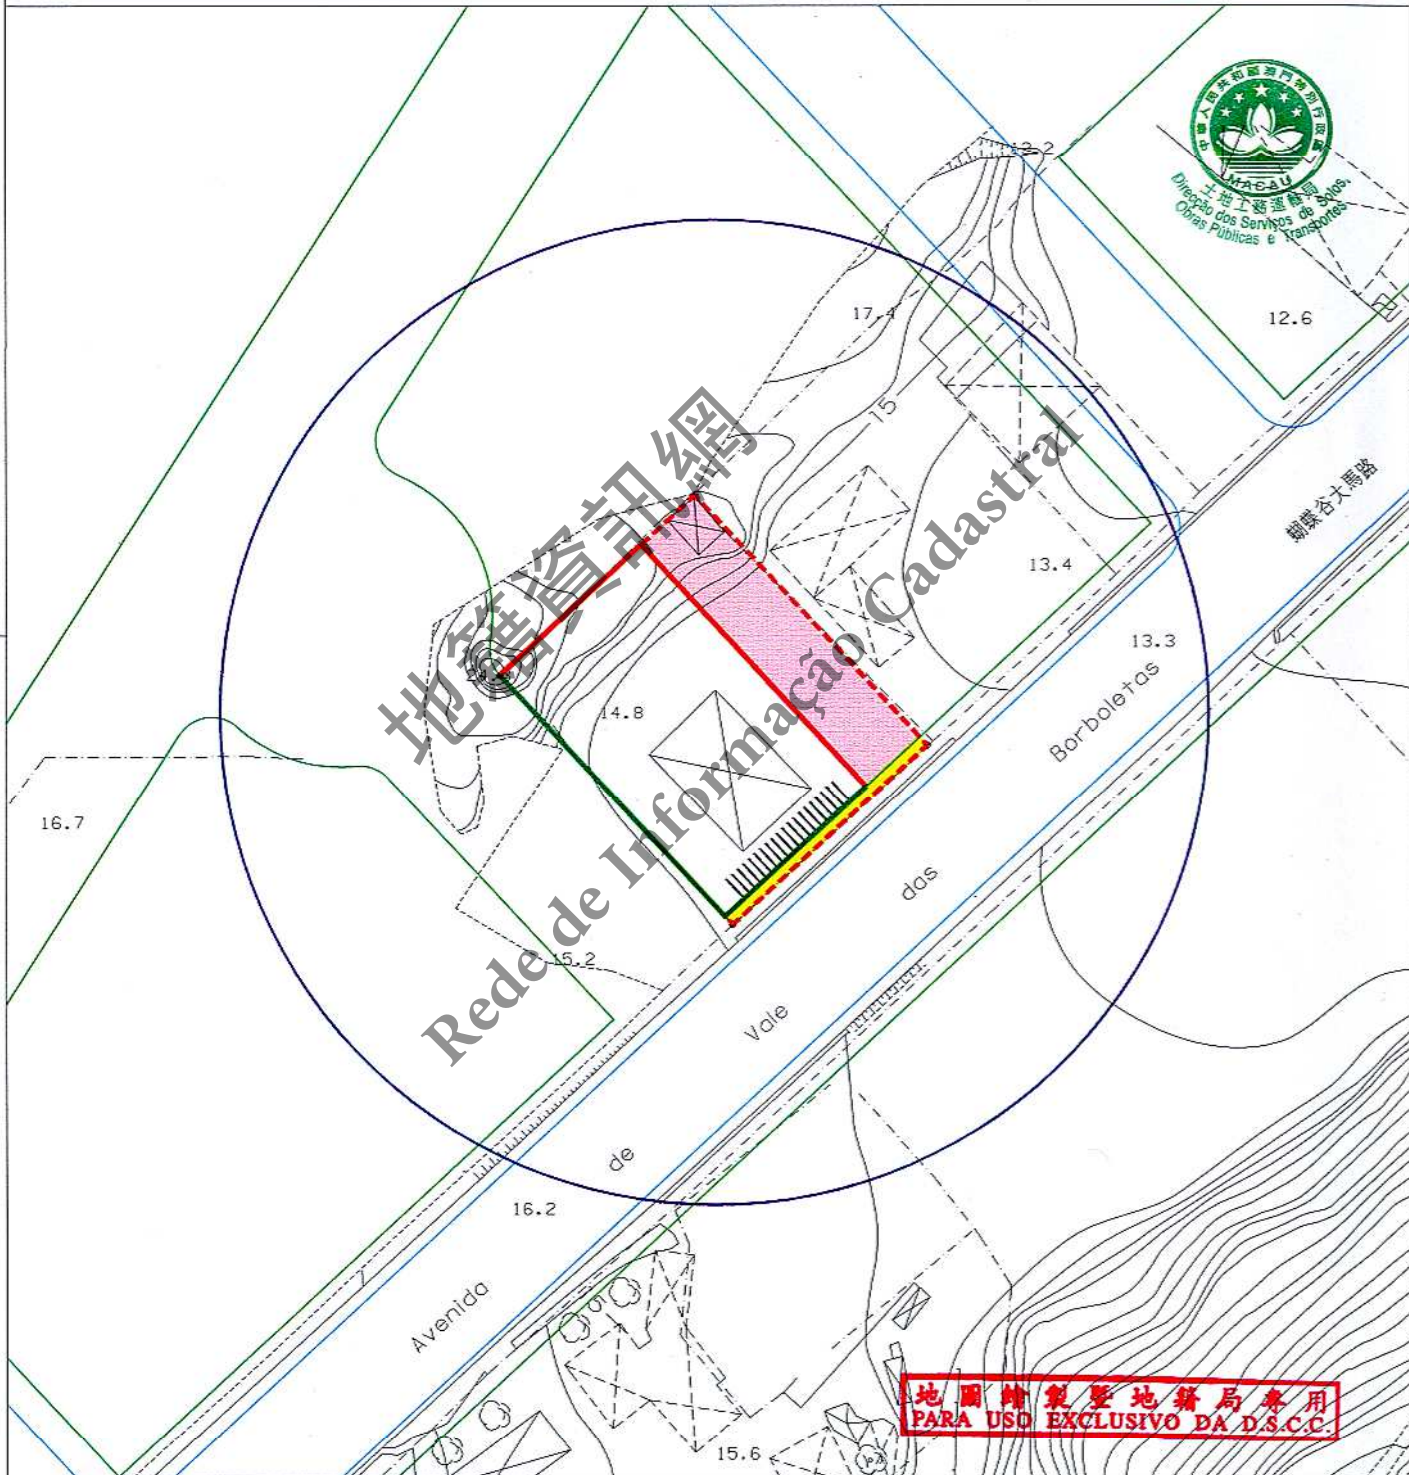 中華人民共和國澳門特別行政區
MACAU
土地工務運輸局
Direcção dos Serviços de Solos,
Obras Públicas e Transportes
12.2
17.4
12.6
15
蝴蝶谷大馬路
13.4
13.3
地籍資訊網
Rede de Informação Cadastral
14.8
16.7
15.2
16.2
Avenida de Vale das Borboletas
15.6
地圖繪製暨地籍局專用
PARA USO EXCLUSIVO DA D.S.C.C.